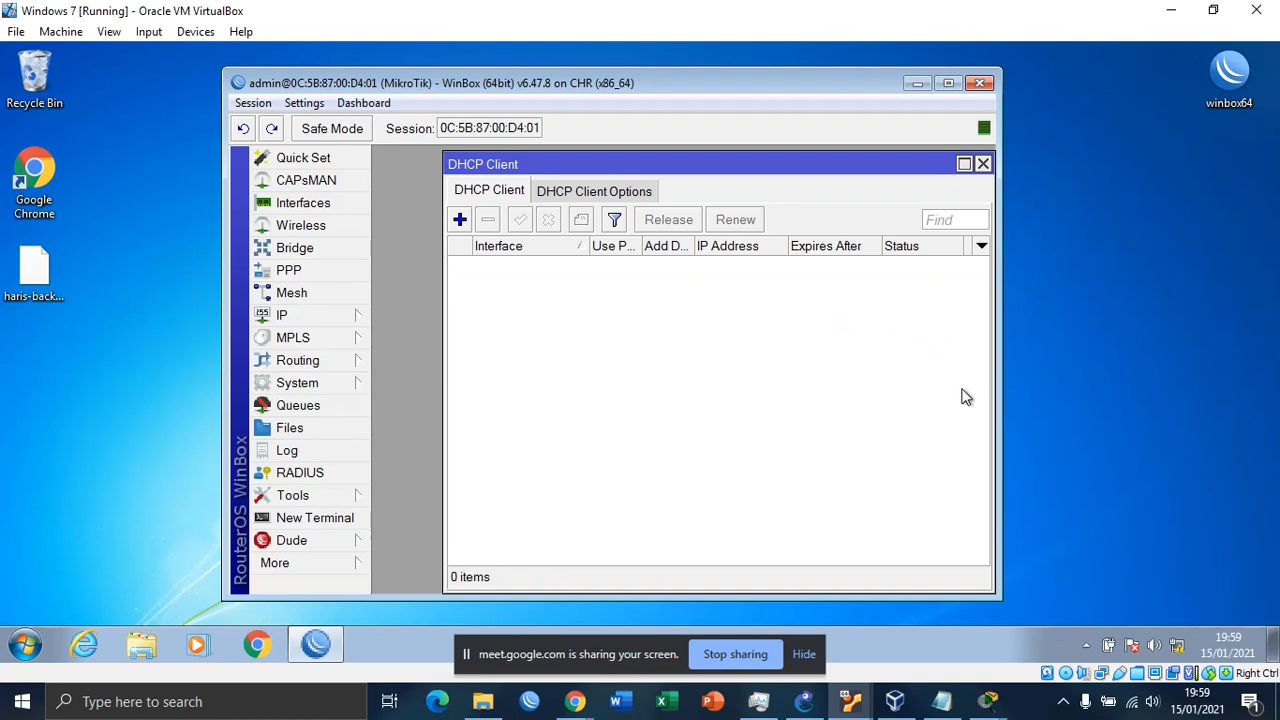 Windows 7 [Running] - Oracle VM VirtualBox
File Machine View Input Devices Help
Recycle Bin
Google
Chrome
haris-back...
winbox64
admin@0C:5B:87:00:D4:01 (MikroTik) - WinBox (64bit) v6.47.8 on CHR (x86_64)
Session Settings Dashboard
Safe Mode Session: 0C:5B:87:00:D4:01
Quick Set
CAPsMAN
Interfaces
Wireless
Bridge
PPP
Mesh
255
IP
MPLS
Routing
System
Queues
Files
Log
RADIUS
Tools
New Terminal
Dude
More
RouterOS WinBox
DHCP Client
DHCP Client DHCP Client Options
Release Renew Find
Interface Use P... Add D... IP Address Expires After Status
0 items
19:59
15/01/2021
meet.google.com is sharing your screen. Stop sharing Hide
Right Ctrl
Type here to search
19:59
15/01/2021
1